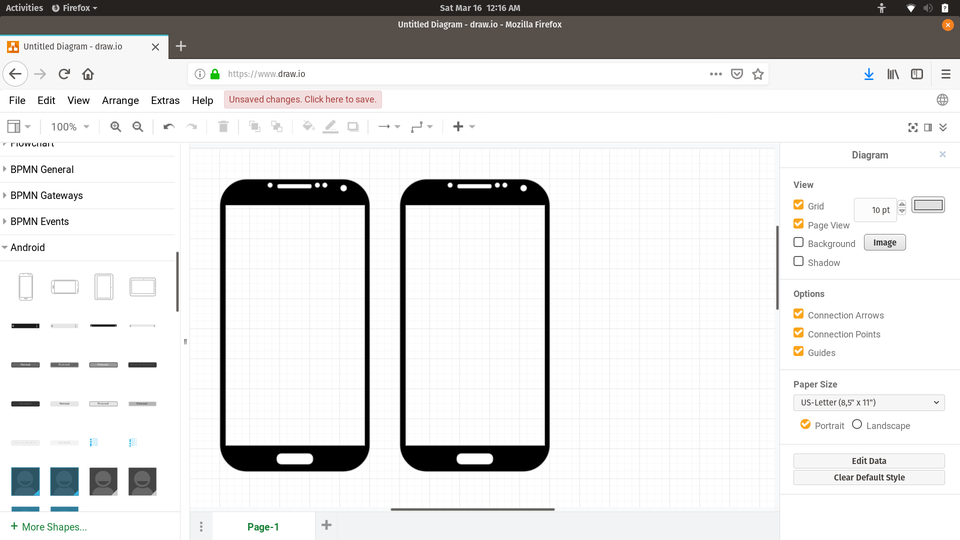 Activities Firefox Sat Mar 16 12:16 AM
Untitled Diagram - draw.io - Mozilla Firefox
Untitled Diagram - draw.io
https://www.draw.io
File Edit View Arrange Extras Help Unsaved changes. Click here to save.
100%
Flowchart
BPMN General
BPMN Gateways
BPMN Events
Android
+ More Shapes...
Page-1
Diagram
View
Grid 10 pt
Page View
Background Image
Shadow
Options
Connection Arrows
Connection Points
Guides
Paper Size
US-Letter (8,5" x 11")
Portrait Landscape
Edit Data
Clear Default Style